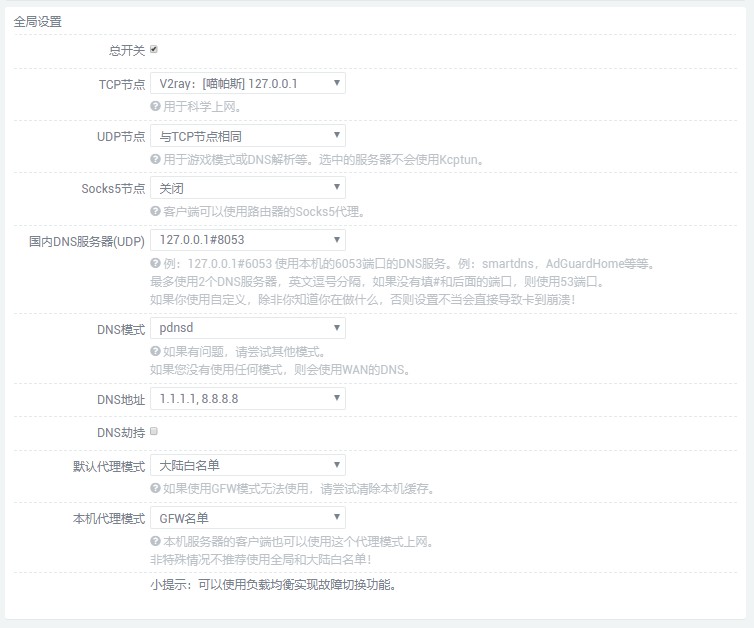 全局设置
总开关
TCP节点 V2ray：[喵帕斯] 127.0.0.1
用于科学上网。
UDP节点 与TCP节点相同
用于游戏模式或DNS解析等。选中的服务器不会使用Kcptun。
Socks5节点 关闭
客户端可以使用路由器的Socks5代理。
国内DNS服务器(UDP) 127.0.0.1#8053
例：127.0.0.1#6053 使用本机的6053端口的DNS服务。例：smartdns，AdGuardHome等等。
最多使用2个DNS服务器，英文逗号分隔，如果没有填#和后面的端口，则使用53端口。
如果你使用自定义，除非你知道你在做什么，否则设置不当会直接导致卡到崩溃！
DNS模式 pdnsd
如果有问题，请尝试其他模式。
如果您没有使用任何模式，则会使用WAN的DNS。
DNS地址 1.1.1.1, 8.8.8.8
DNS劫持
默认代理模式 大陆白名单
如果使用GFW模式无法使用，请尝试清除本机缓存。
本机代理模式 GFW名单
本机服务器的客户端也可以使用这个代理模式上网。
非特殊情况不推荐使用全局和大陆白名单！
小提示：可以使用负载均衡实现故障切换功能。